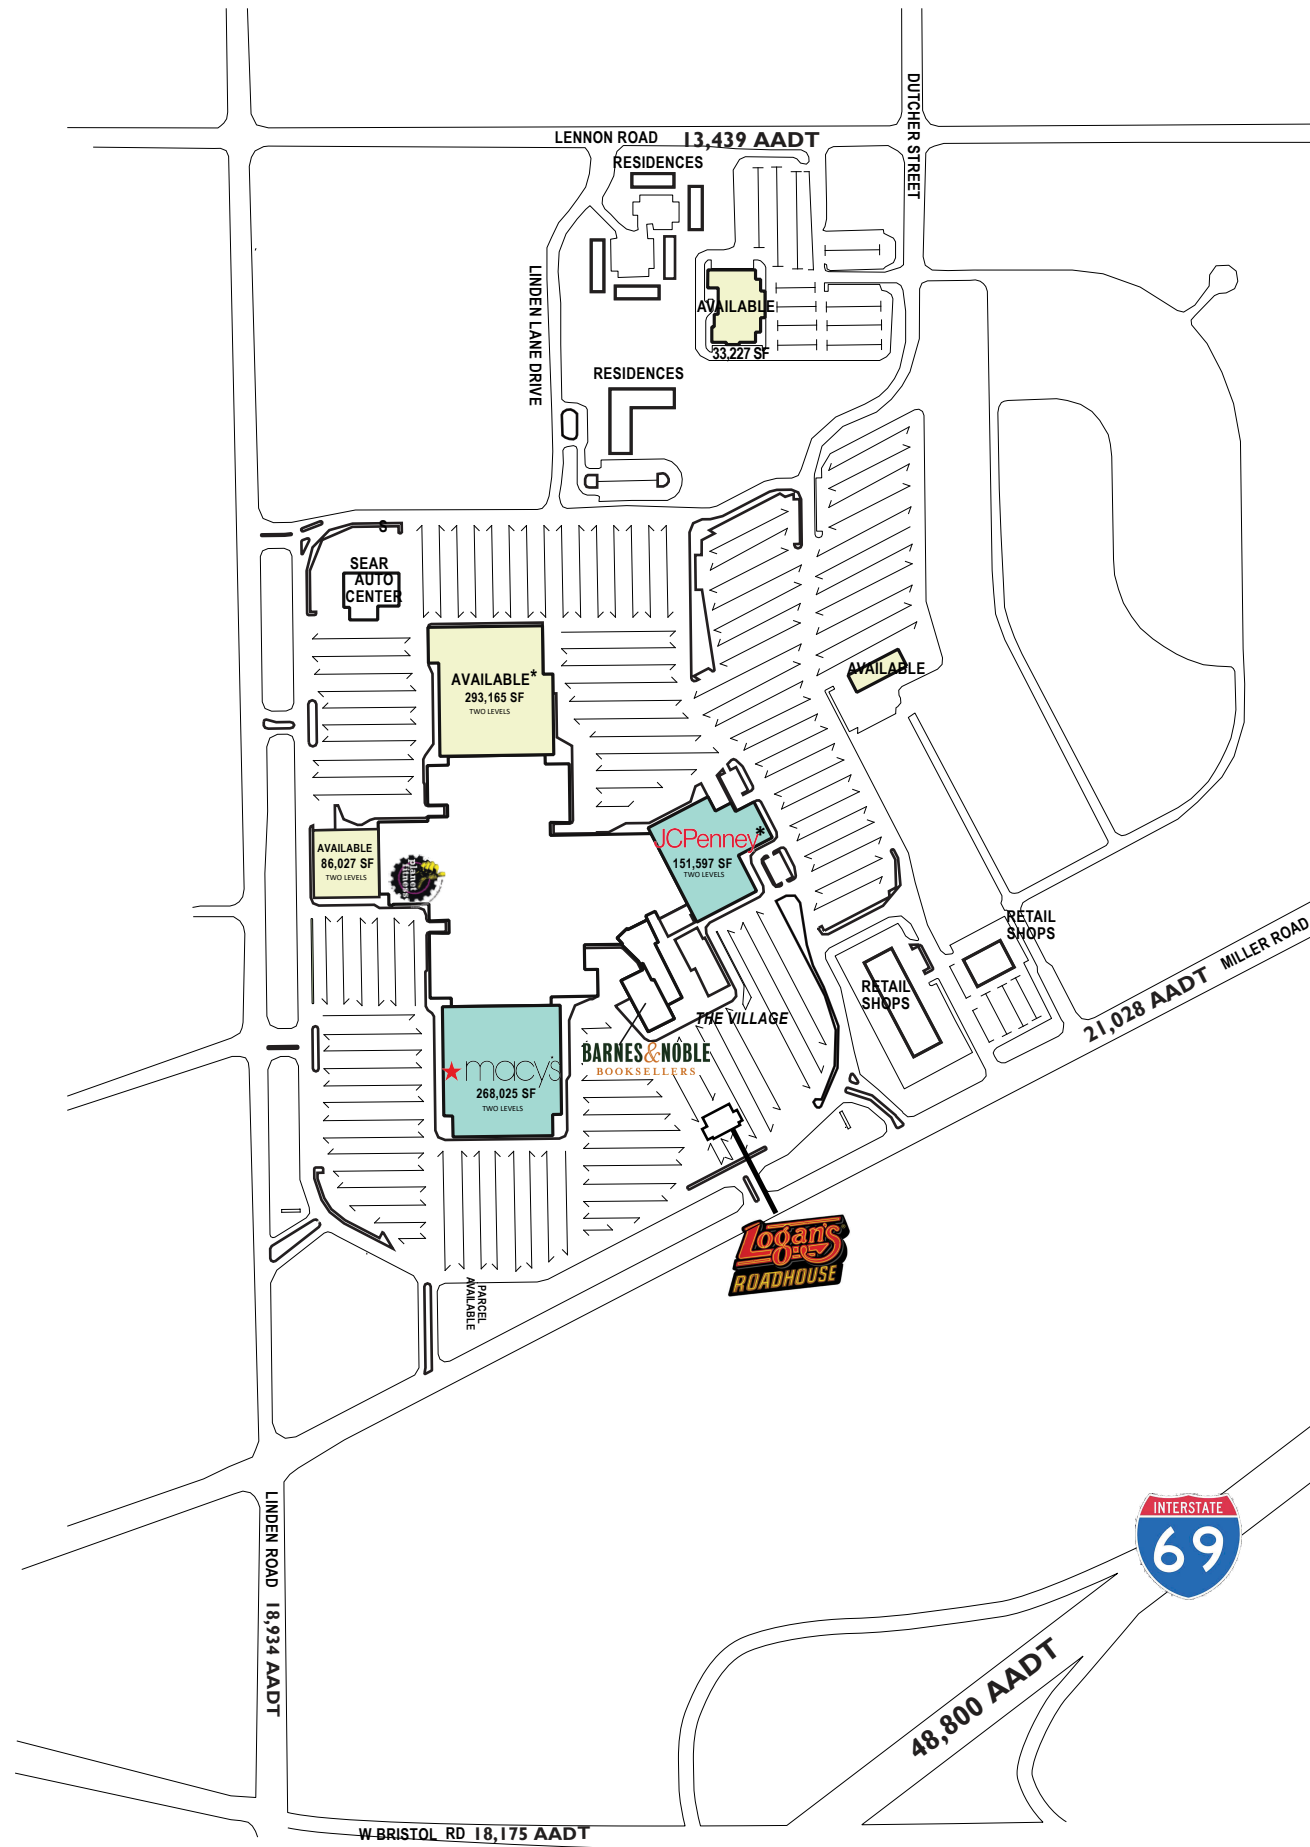 LENNON ROAD 13,439 AADT
DUTCHER STREET
RESIDENCES
LINDEN LANE DRIVE
AVAILABLE
33,227 SF
RESIDENCES
S
SEAR
AUTO
CENTER
AVAILABLE*
293,165 SF
TWO LEVELS
AVAILABLE
JCPenney*
151,597 SF
TWO LEVELS
AVAILABLE
86,027 SF
TWO LEVELS
planet
fitness
RETAIL
SHOPS
RETAIL
SHOPS
21,028 AADT MILLER ROAD
THE VILLAGE
BARNES&NOBLE
BOOKSELLERS
macy's
268,025 SF
TWO LEVELS
Logan's
ROADHOUSE
PARCEL
AVAILABLE
LINDEN ROAD 18,934 AADT
INTERSTATE
69
48,800 AADT
W BRISTOL RD 18,175 AADT